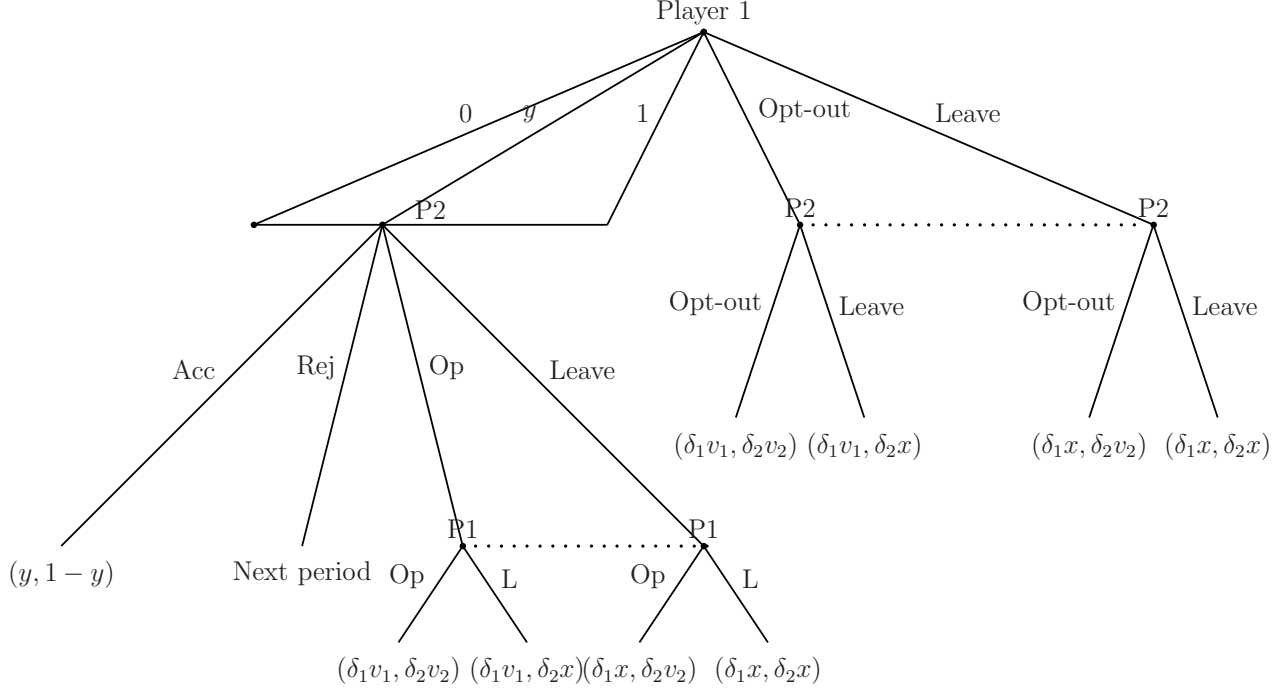 Player 1
0 y 1 Opt-out Leave
P2 P2 P2
Opt-out Leave Opt-out Leave
Acc Rej Op Leave
(δ₁v₁, δ₂v₂) (δ₁v₁, δ₂x) (δ₁x, δ₂v₂) (δ₁x, δ₂x)
P1 P1
(y, 1 − y) Next period Op L Op L
(δ₁v₁, δ₂v₂) (δ₁v₁, δ₂x) (δ₁x, δ₂v₂) (δ₁x, δ₂x)